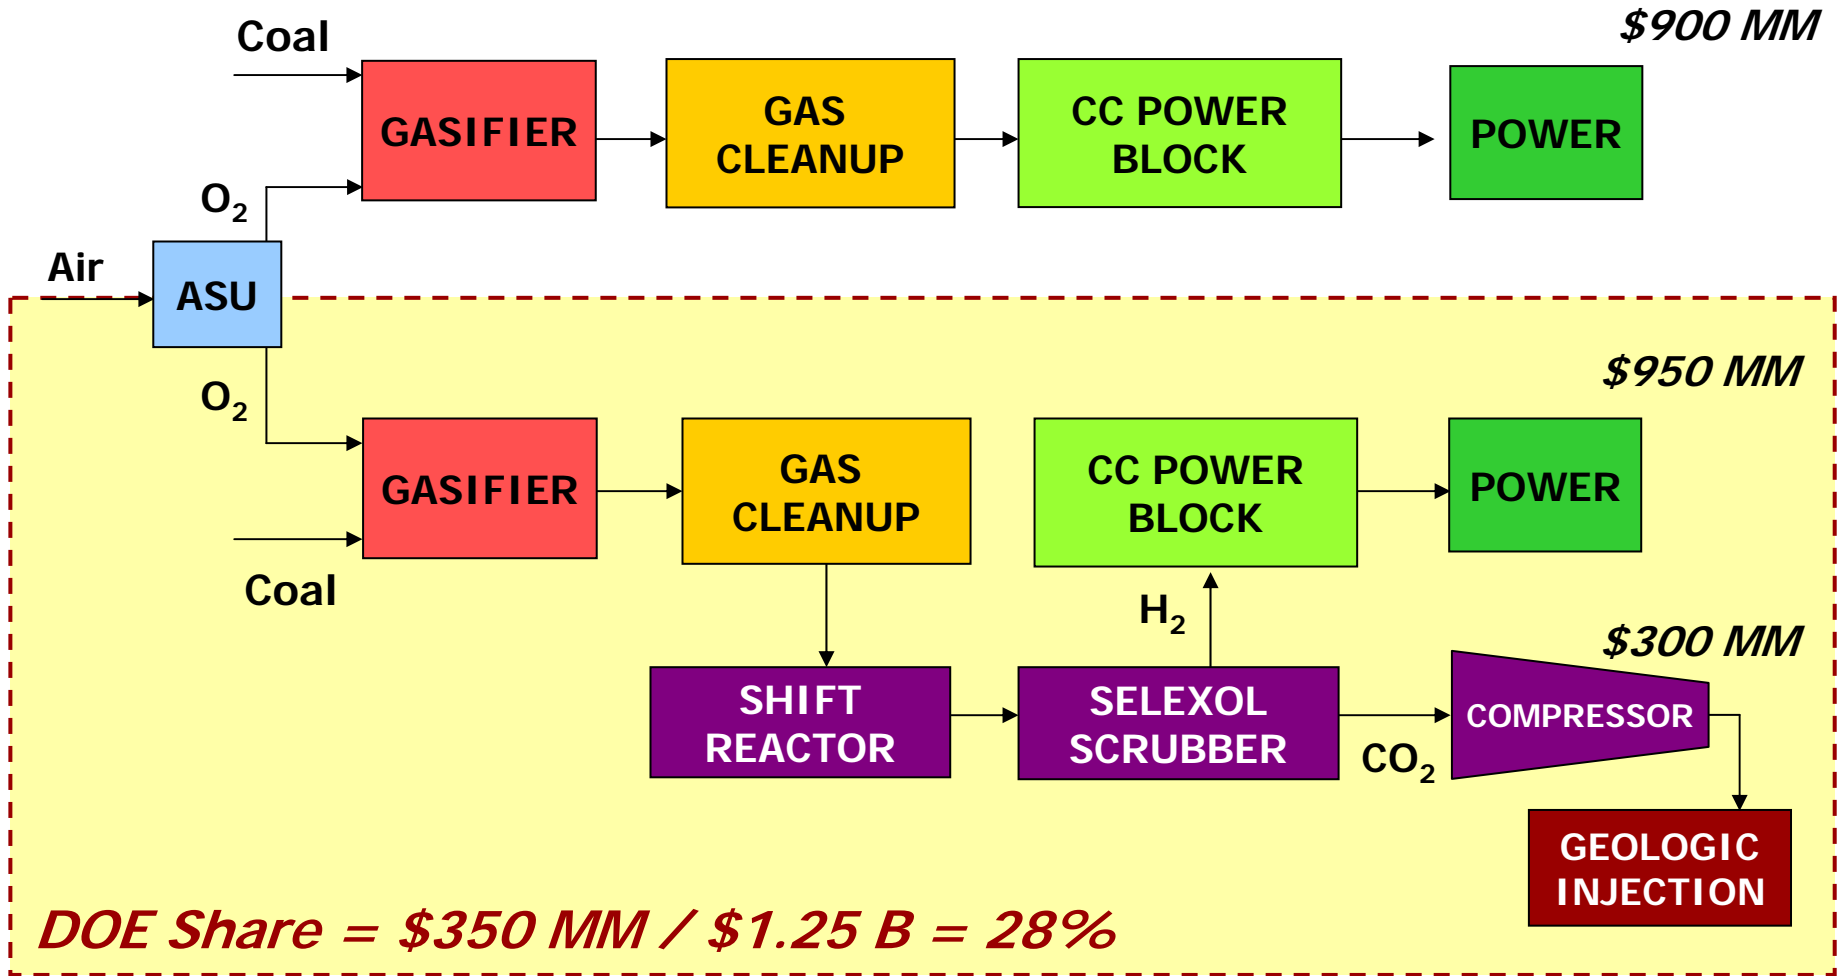 Coal
$900 MM
GASIFIER
GAS
CLEANUP
CC POWER
BLOCK
POWER
O₂
Air
ASU
$950 MM
O₂
GASIFIER
GAS
CLEANUP
CC POWER
BLOCK
POWER
Coal
H₂
$300 MM
SHIFT
REACTOR
SELEXOL
SCRUBBER
COMPRESSOR
CO₂
GEOLOGIC
INJECTION
DOE Share = $350 MM / $1.25 B = 28%